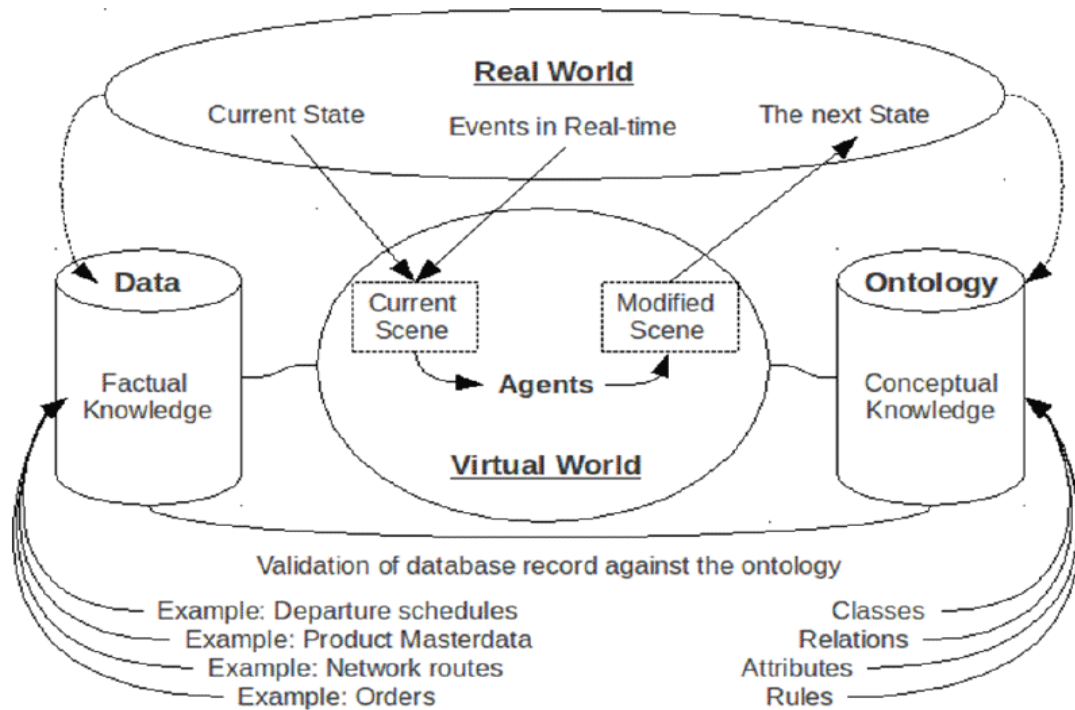 Real World
Current State
Events in Real-time
The next State
Data
Factual
Knowledge
Current
Scene
Modified
Scene
Agents
Virtual World
Ontology
Conceptual
Knowledge
Validation of database record against the ontology
Example: Departure schedules
Example: Product Masterdata
Example: Network routes
Example: Orders
Classes
Relations
Attributes
Rules